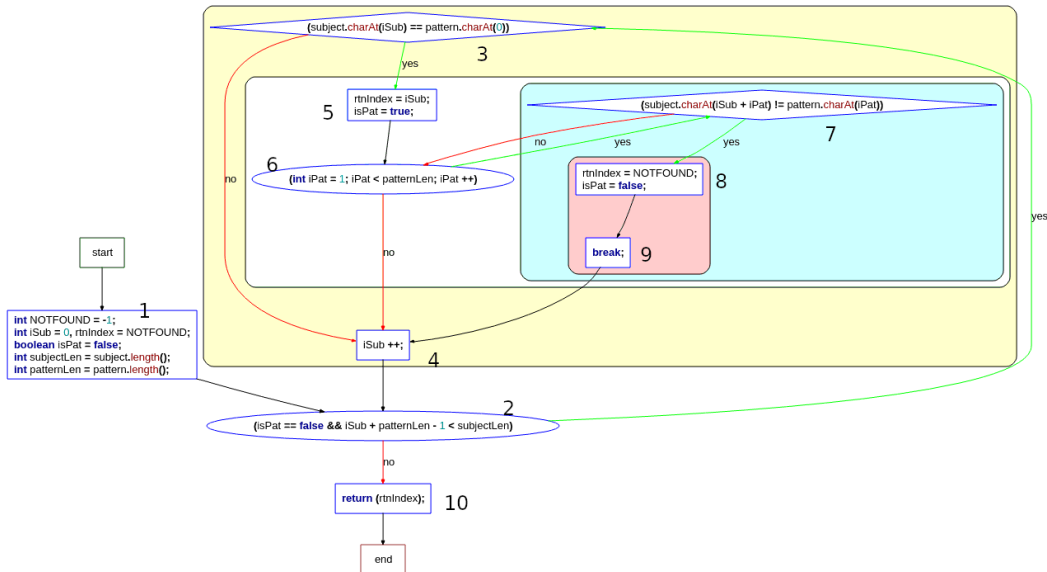 (subject.charAt(iSub) == pattern.charAt(0))
3
yes
5
rtnIndex = iSub;
isPat = true;
(subject.charAt(iSub + iPat) != pattern.charAt(iPat))
7
no
yes
yes
6
(int iPat = 1; iPat < patternLen; iPat ++)
rtnIndex = NOTFOUND;
isPat = false;
8
no
yes
start
no
break;
9
1
int NOTFOUND = -1;
int iSub = 0, rtnIndex = NOTFOUND;
boolean isPat = false;
int subjectLen = subject.length();
int patternLen = pattern.length();
iSub ++;
4
2
(isPat == false && iSub + patternLen - 1 < subjectLen)
no
return (rtnIndex);
10
end